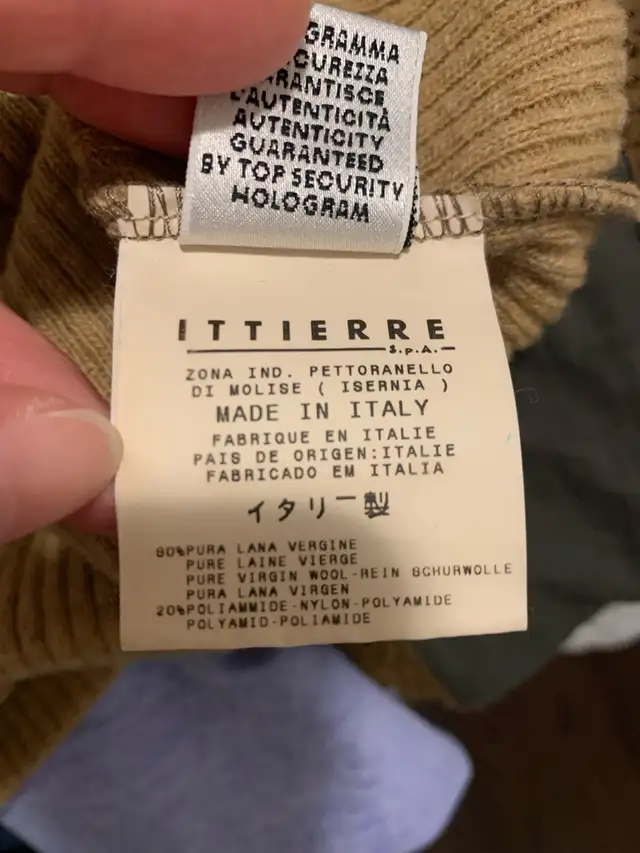 GRAMMA
CUREZZA
RANTISCE
L'AUTENTICITÀ
AUTENTICITY
GUARANTEED
BY TOP SECURITY
HOLOGRAM
ITTIERRE
S.p.A.
ZONA IND. PETTORANELLO
DI MOLISE ( ISERNIA )
MADE IN ITALY
FABRIQUE EN ITALIE
PAIS DE ORIGEN:ITALIE
FABRICADO EM ITALIA
イタリー製
80%PURA LANA VERGINE
PURE LAINE VIERGE
PURE VIRGIN WOOL-REIN SCHURWOLLE
PURA LANA VIRGEN
20%POLIAMMIDE-NYLON-POLYAMIDE
POLYAMID-POLIAMIDE